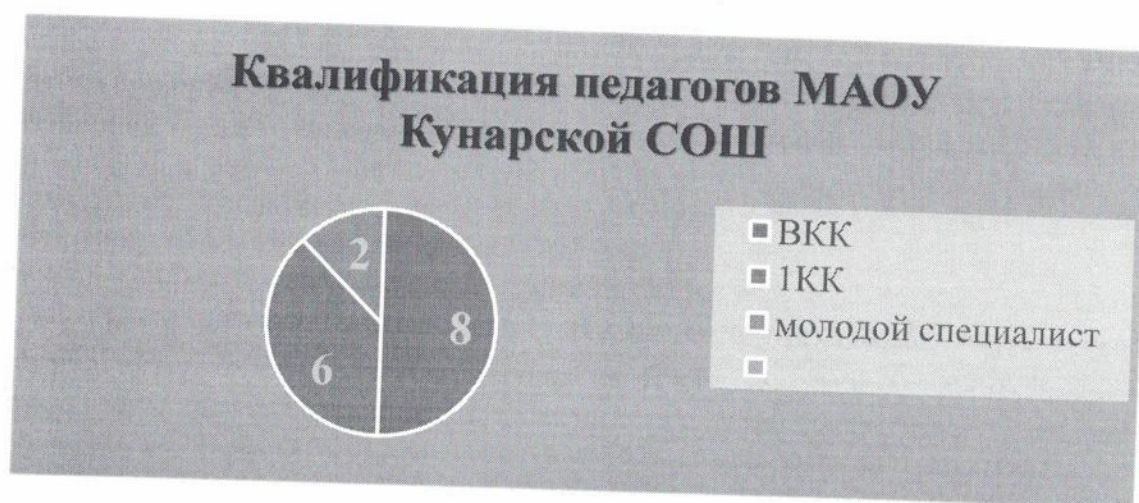 Квалификация педагогов МАОУ
Кунарской СОШ
2
8
6
ВКК
1КК
молодой специалист